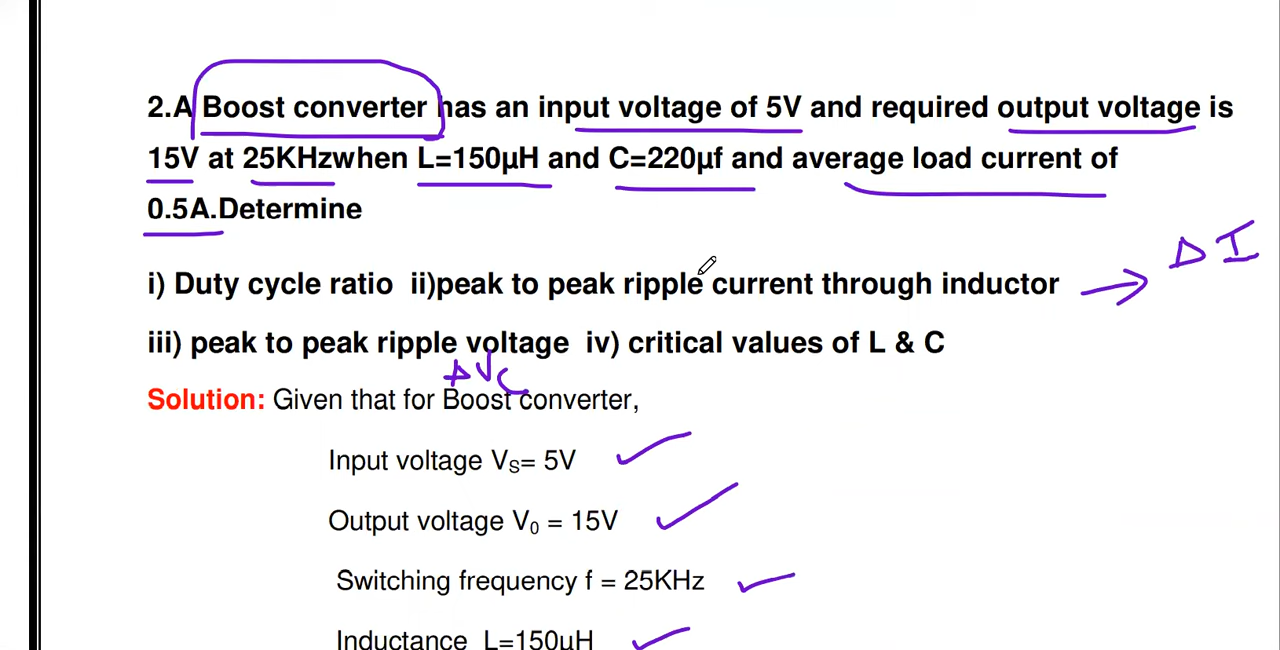 2.A Boost converter has an input voltage of 5V and required output voltage is
15V at 25KHzwhen L=150µH and C=220µf and average load current of
0.5A.Determine
i) Duty cycle ratio ii)peak to peak ripple current through inductor → ΔI
iii) peak to peak ripple voltage iv) critical values of L & C
ΔVc
Solution: Given that for Boost converter,
Input voltage VS= 5V
Output voltage V0 = 15V
Switching frequency f = 25KHz
Inductance L=150µH